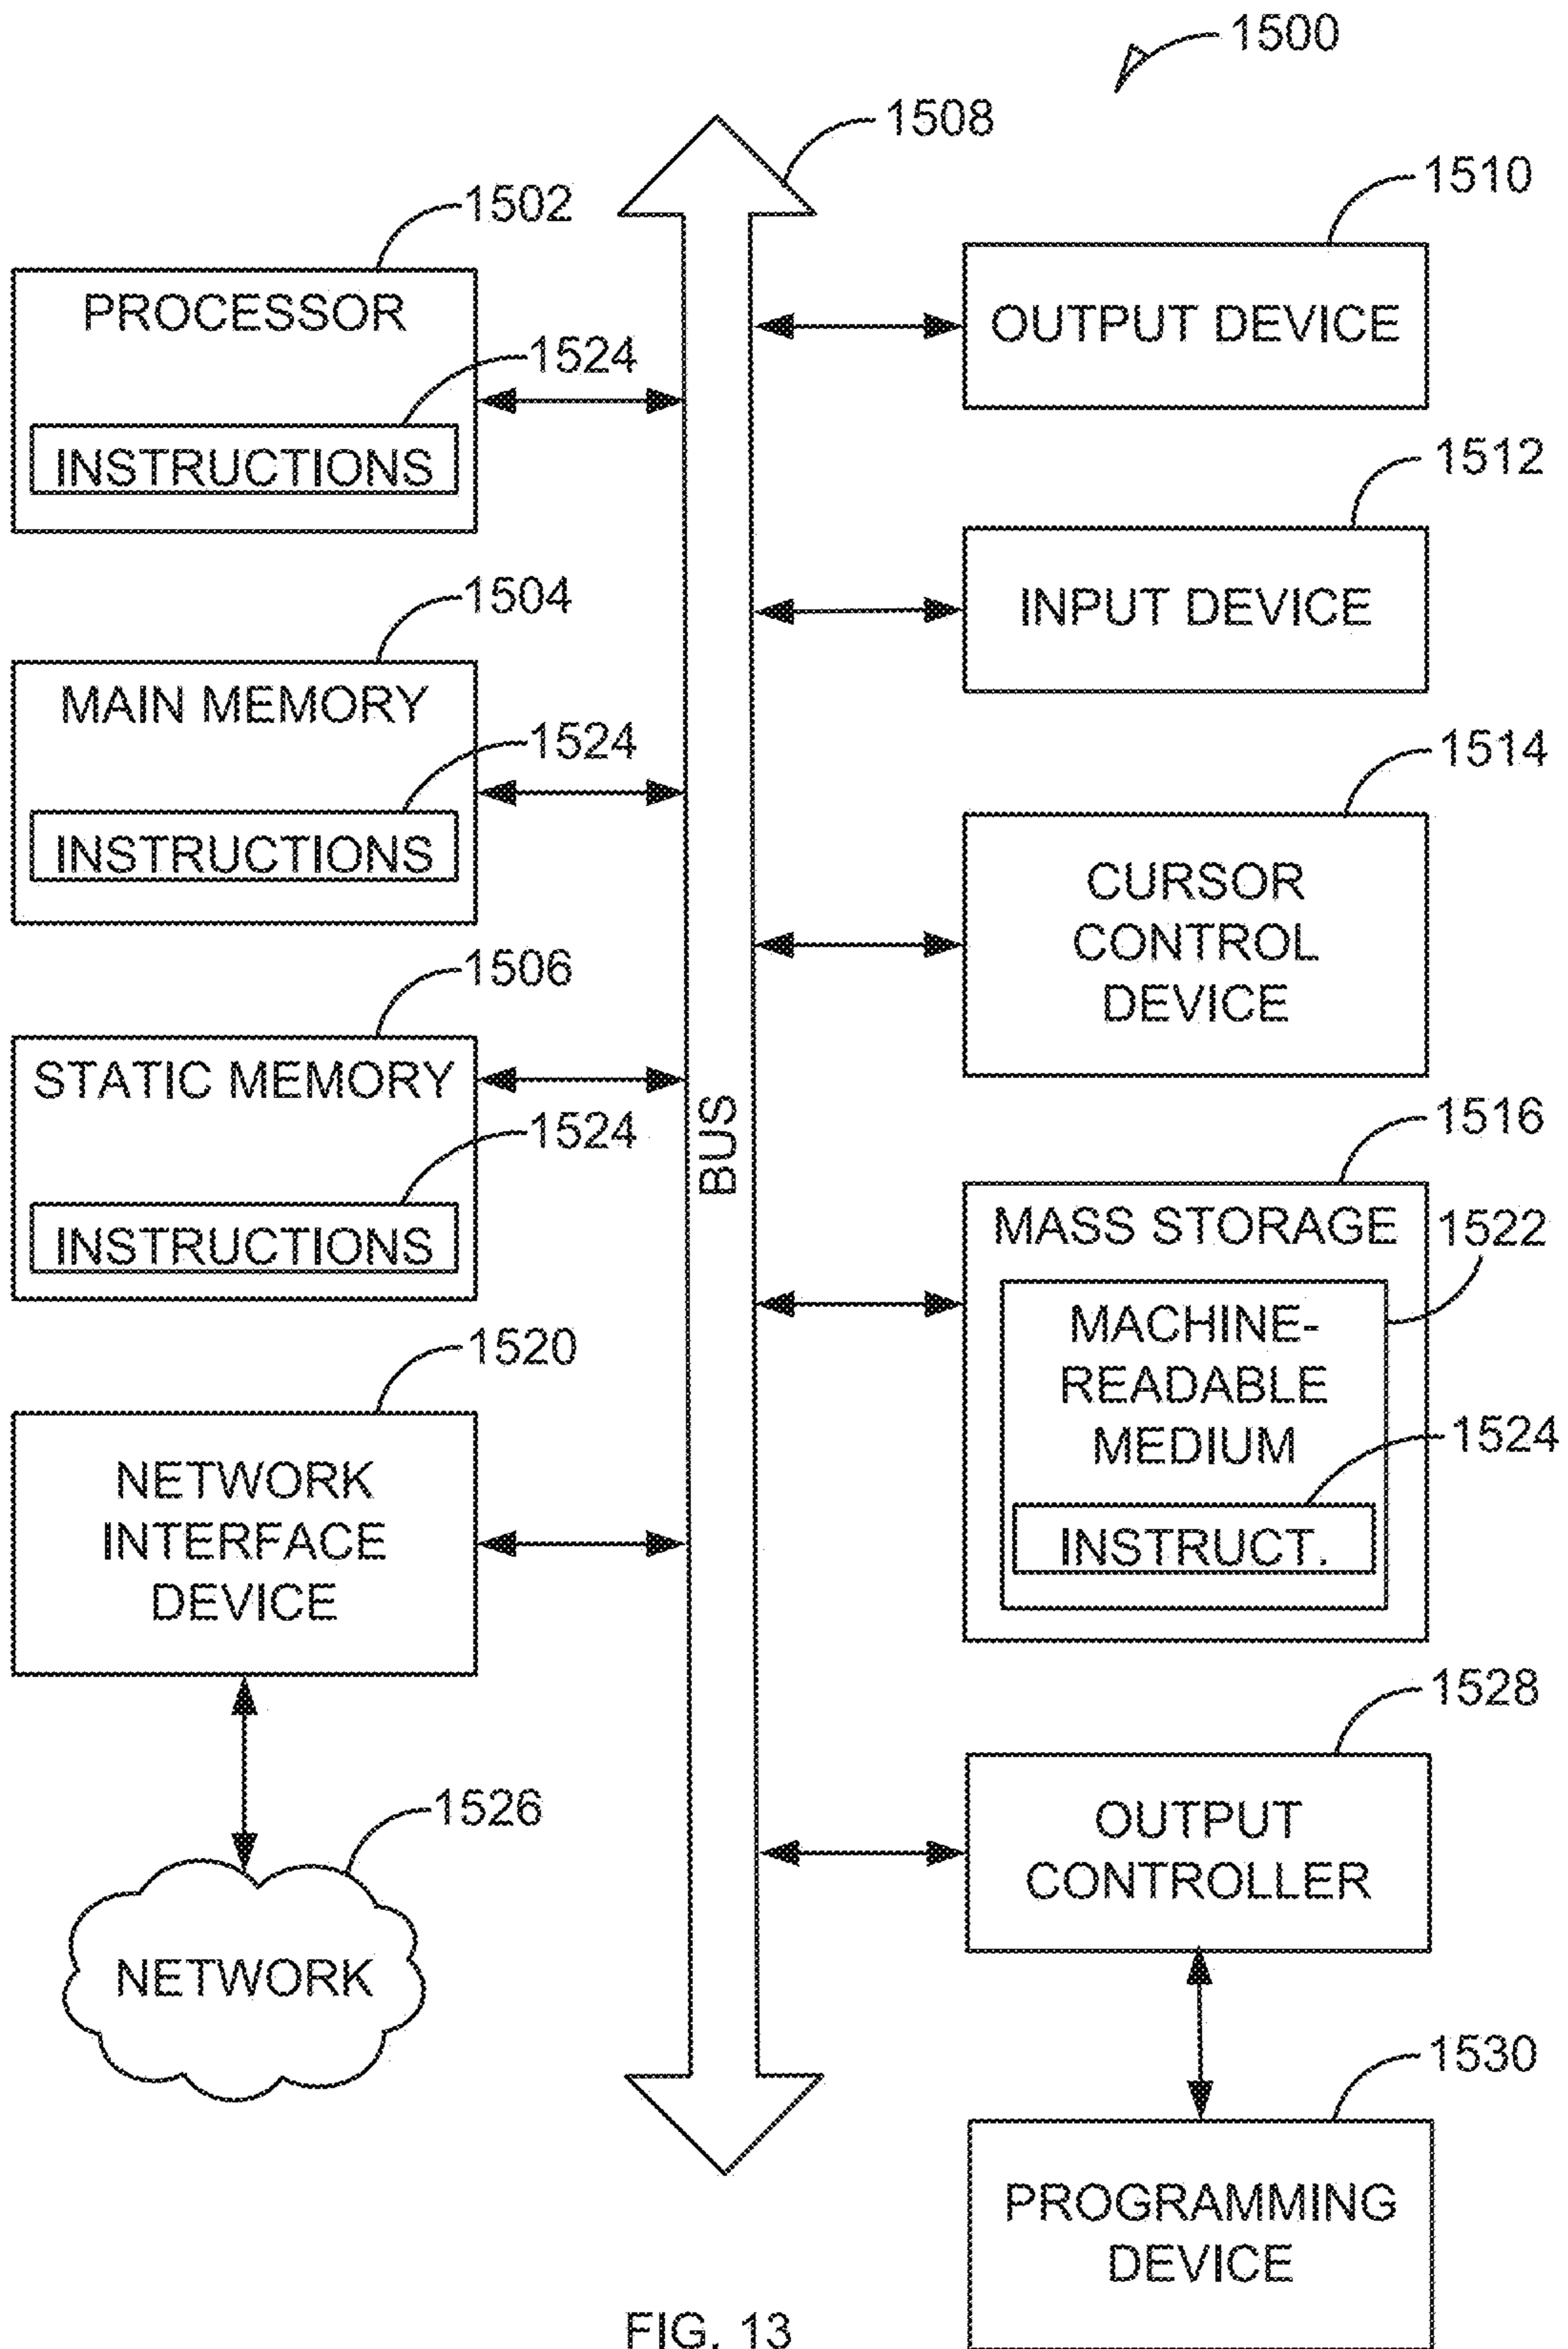 1500
1508
1510
OUTPUT DEVICE
1502
PROCESSOR
1524
INSTRUCTIONS
1512
INPUT DEVICE
1504
MAIN MEMORY
1524
INSTRUCTIONS
1514
CURSOR
CONTROL
DEVICE
1506
STATIC MEMORY
1524
INSTRUCTIONS
BUS
1516
MASS STORAGE
1522
MACHINE-
READABLE
MEDIUM
1524
INSTRUCT.
1520
NETWORK
INTERFACE
DEVICE
1528
OUTPUT
CONTROLLER
1526
NETWORK
1530
PROGRAMMING
DEVICE
FIG. 13